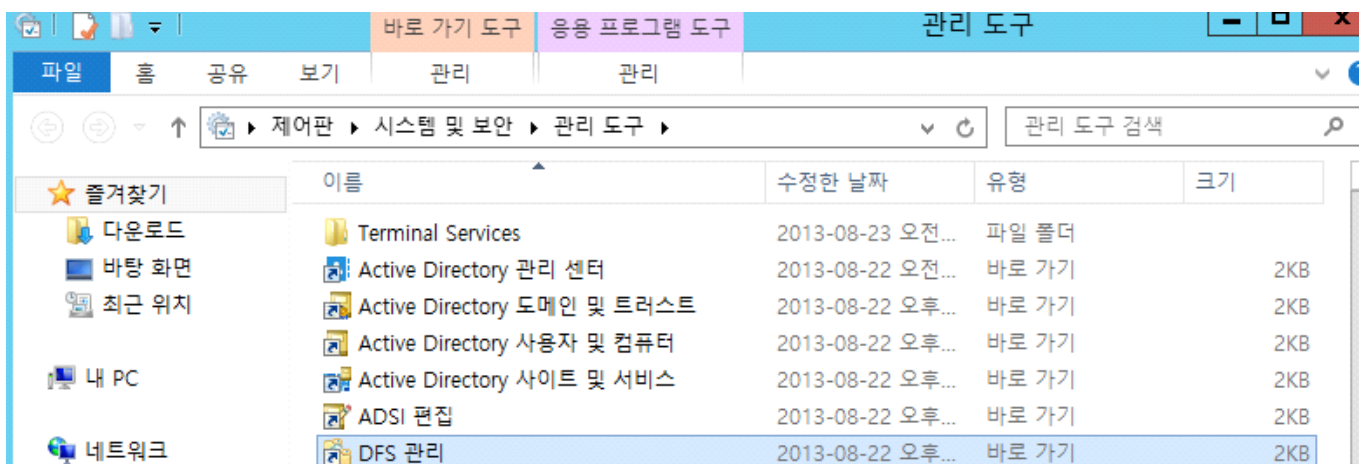 바로 가기 도구 응용 프로그램 도구 관리 도구
파일 홈 공유 보기 관리 관리
제어판 시스템 및 보안 관리 도구 관리 도구 검색
이름 수정한 날짜 유형 크기
즐겨찾기
다운로드 Terminal Services 2013-08-23 오전... 파일 폴더
바탕 화면 Active Directory 관리 센터 2013-08-22 오전... 바로 가기 2KB
최근 위치 Active Directory 도메인 및 트러스트 2013-08-22 오후... 바로 가기 2KB
Active Directory 사용자 및 컴퓨터 2013-08-22 오후... 바로 가기 2KB
내 PC Active Directory 사이트 및 서비스 2013-08-22 오후... 바로 가기 2KB
ADSI 편집 2013-08-22 오후... 바로 가기 2KB
네트워크 DFS 관리 2013-08-22 오후... 바로 가기 2KB